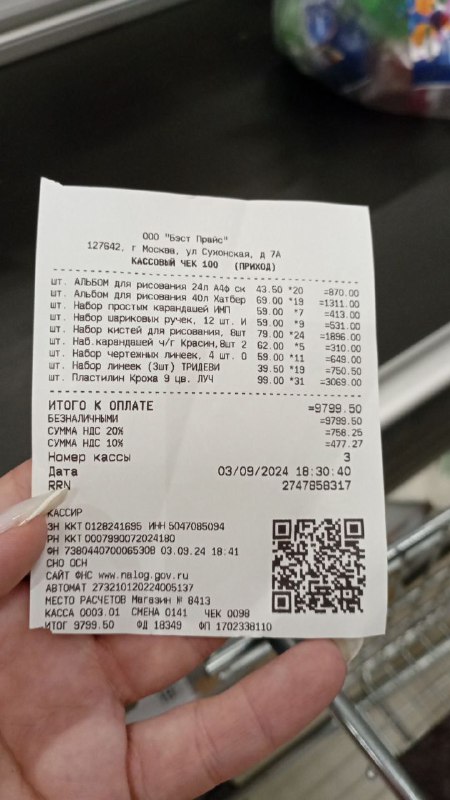 ООО "Бэст Прайс"
127642, г Москва, ул Сухонская, д 7А
КАССОВЫЙ ЧЕК 100 (ПРИХОД)
шт. Альбом для рисования 24л А4ф ск 43.50 *20 =870.00
шт. Альбом для рисования 40л Хатбер 69.00 *19 =1311.00
шт. Набор простых карандашей ИМП 59.00 *7 =413.00
шт. Набор шариковых ручек, 12 шт. И 59.00 *9 =531.00
шт. Набор кистей для рисования, 8шт 79.00 *24 =1896.00
шт. Наб.карандашей ч/г Красин,8шт 2 62.00 *5 =310.00
шт. Набор чертежных линеек, 4 шт. О 59.00 *11 =649.00
шт. Набор линеек (3шт) ТРИДЕВИ 39.50 *19 =750.50
шт. Пластилин Кроха 9 цв. ЛУЧ 99.00 *31 =3069.00
ИТОГО К ОПЛАТЕ =9799.50
БЕЗНАЛИЧНЫМИ =9799.50
СУММА НДС 20% =758.25
СУММА НДС 10% =477.27
Номер кассы 3
Дата 03/09/2024 18:30:40
RRN 2747858317
КАССИР
ЗН ККТ 0128241695 ИНН 5047085094
РН ККТ 0007990072024180
ФН 7380440700065308 03.09.24 18:41
СНО ОСН
САЙТ ФНС www.nalog.gov.ru
АВТОМАТ 273210120224005137
МЕСТО РАСЧЕТОВ Магазин № 8413
КАССА 0003.01 СМЕНА 0141 ЧЕК 0098
ИТОГ 9799.50 ФД 18349 ФП 1702338110